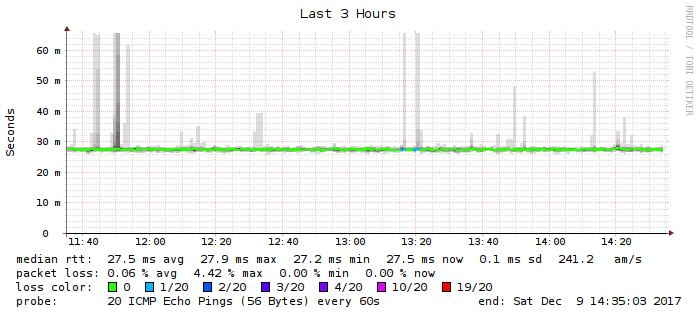 Last 3 Hours
RRDTOOL / TOBI OETIKER
Seconds
60 m
50 m
40 m
30 m
20 m
10 m
0
11:40 12:00 12:20 12:40 13:00 13:20 13:40 14:00 14:20
median rtt: 27.5 ms avg 27.9 ms max 27.2 ms min 27.5 ms now 0.1 ms sd 241.2 am/s
packet loss: 0.06 % avg 4.42 % max 0.00 % min 0.00 % now
loss color: 0 1/20 2/20 3/20 4/20 10/20 19/20
probe: 20 ICMP Echo Pings (56 Bytes) every 60s end: Sat Dec 9 14:35:03 2017